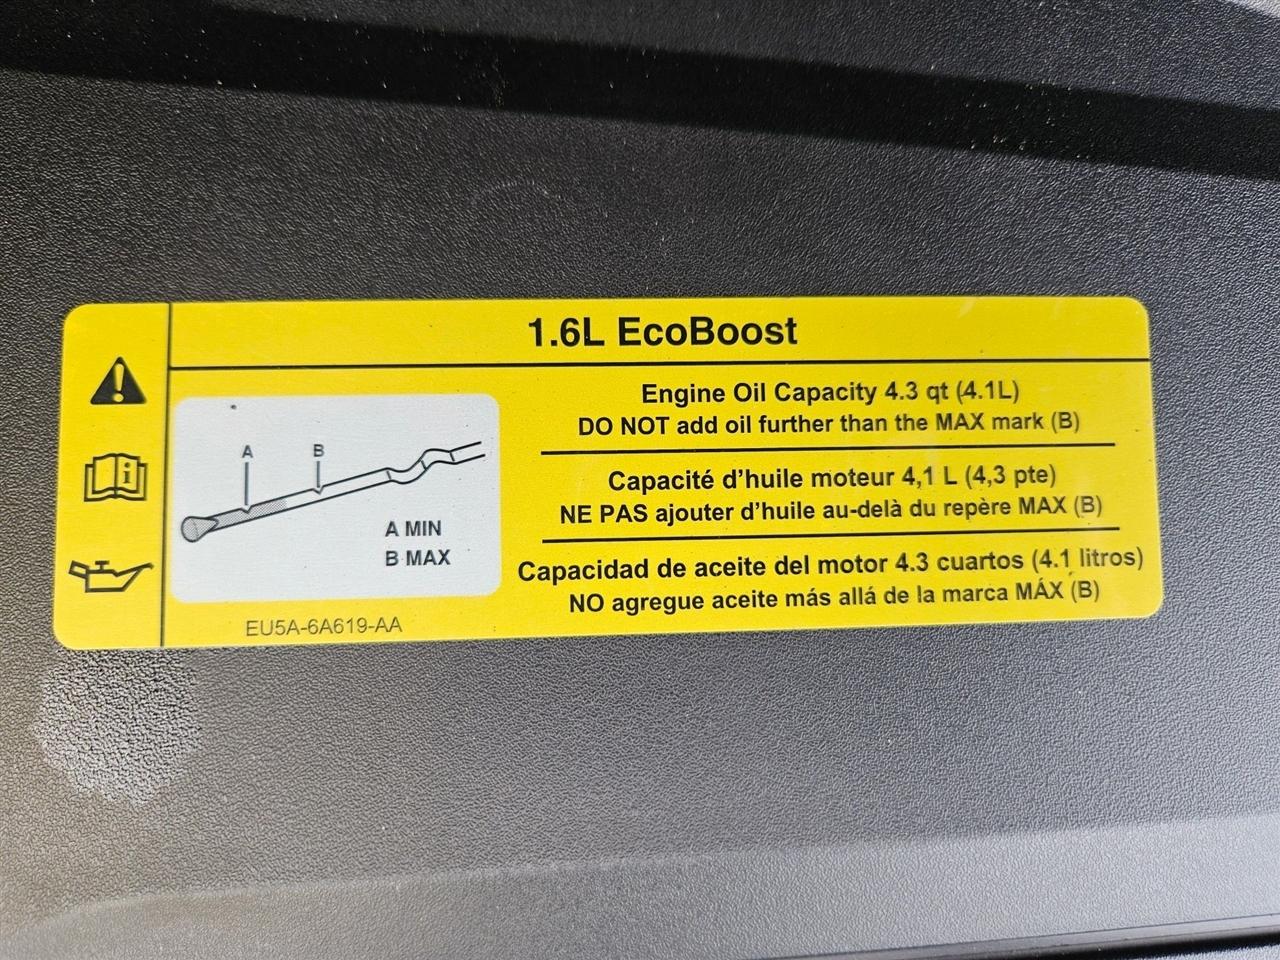 1.6L EcoBoost
A
B
A MIN
B MAX
EU5A-6A619-AA
Engine Oil Capacity 4.3 qt (4.1L)
DO NOT add oil further than the MAX mark (B)
Capacité d'huile moteur 4,1 L (4,3 pte)
NE PAS ajouter d'huile au-delà du repère MAX (B)
Capacidad de aceite del motor 4.3 cuartos (4.1 litros)
NO agregue aceite más allá de la marca MÁX (B)